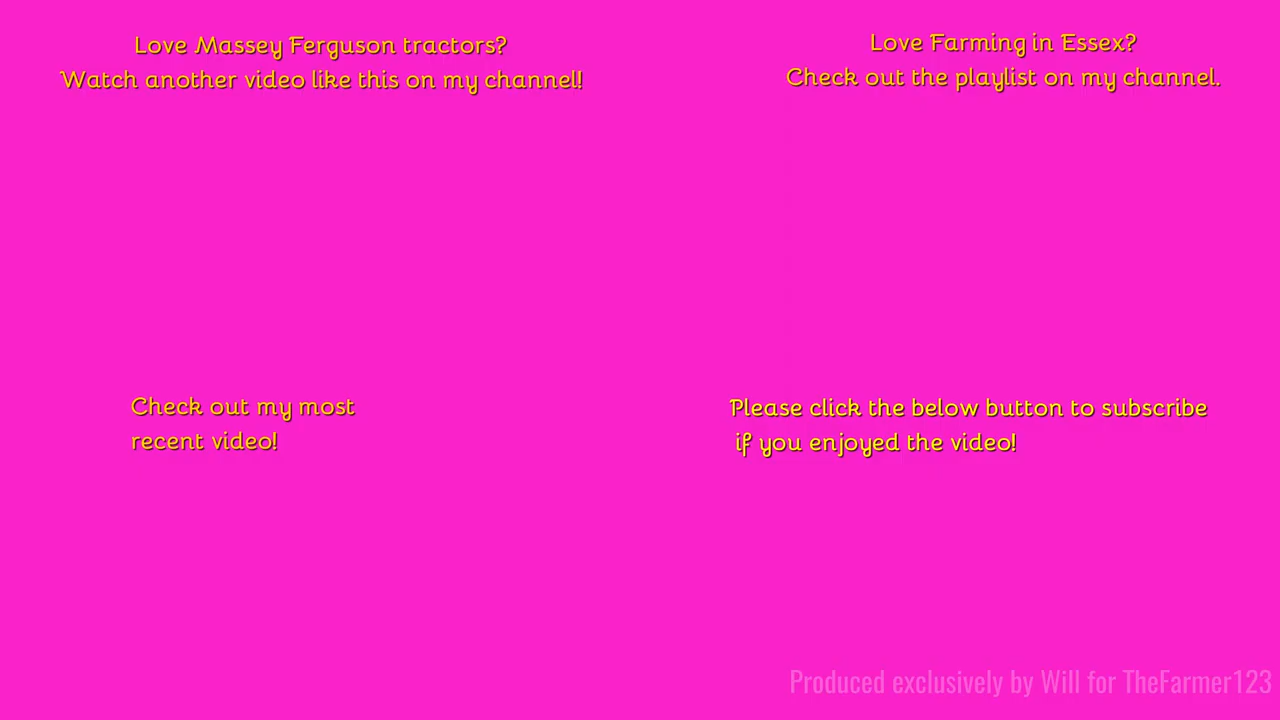 Love Massey Ferguson tractors?
Watch another video like this on my channel!
Love Farming in Essex?
Check out the playlist on my channel.
Check out my most
recent video!
Please click the below button to subscribe
if you enjoyed the video!
Produced exclusively by Will for TheFarmer123